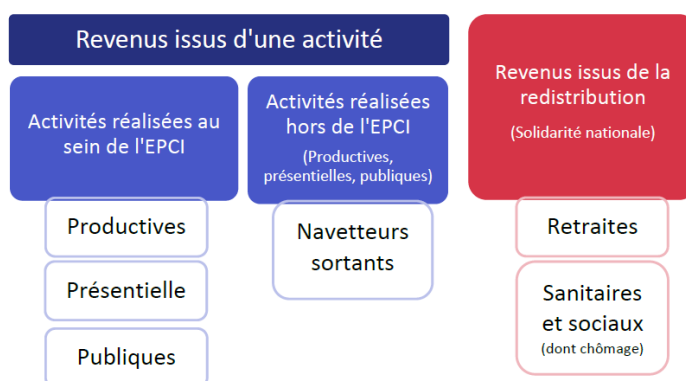 Revenus issus d'une activité
Activités réalisées au
sein de l'EPCI
Productives
Présentielle
Publiques
Activités réalisées
hors de l'EPCI
(Productives,
présentielles, publiques)
Navetteurs
sortants
Revenus issus de la
redistribution
(Solidarité nationale)
Retraites
Sanitaires
et sociaux
(dont chômage)